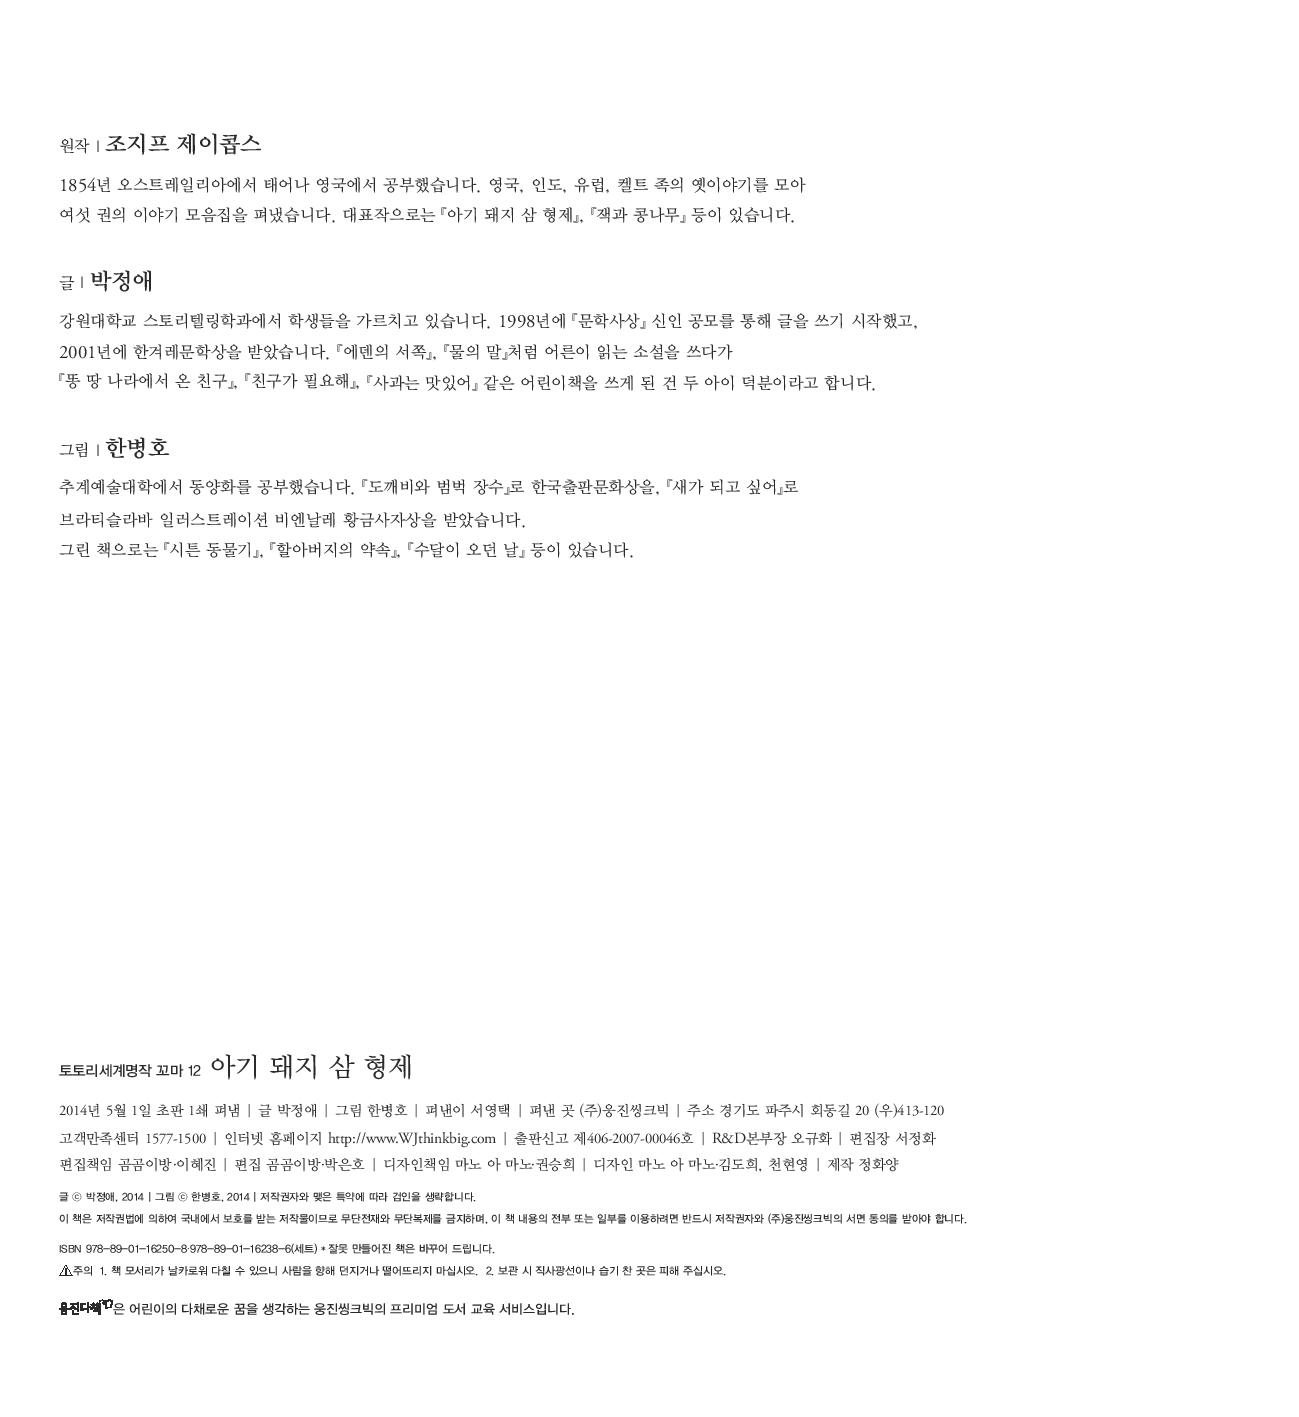 원작 | 조지프 제이콥스
1854년 오스트레일리아에서 태어나 영국에서 공부했습니다. 영국, 인도, 유럽, 켈트 족의 옛이야기를 모아
여섯 권의 이야기 모음집을 펴냈습니다. 대표작으로는 『아기 돼지 삼 형제』, 『잭과 콩나무』 등이 있습니다.
글 | 박정애
강원대학교 스토리텔링학과에서 학생들을 가르치고 있습니다. 1998년에 『문학사상』 신인 공모를 통해 글을 쓰기 시작했고,
2001년에 한겨레문학상을 받았습니다. 『에덴의 서쪽』, 『물의 말』처럼 어른이 읽는 소설을 쓰다가
『똥 땅 나라에서 온 친구』, 『친구가 필요해』, 『사과는 맛있어』 같은 어린이책을 쓰게 된 건 두 아이 덕분이라고 합니다.
그림 | 한병호
추계예술대학에서 동양화를 공부했습니다. 『도깨비와 범벅 장수』로 한국출판문화상을, 『새가 되고 싶어』로
브라티슬라바 일러스트레이션 비엔날레 황금사자상을 받았습니다.
그린 책으로는 『시튼 동물기』, 『할아버지의 약속』, 『수달이 오던 날』 등이 있습니다.
토토리세계명작 꼬마 12 아기 돼지 삼 형제
2014년 5월 1일 초판 1쇄 펴냄 | 글 박정애 | 그림 한병호 | 펴낸이 서영택 | 펴낸 곳 (주)웅진씽크빅 | 주소 경기도 파주시 회동길 20 (우)413-120
고객만족센터 1577-1500 | 인터넷 홈페이지 http://www.WJthinkbig.com | 출판신고 제406-2007-00046호 | R&D본부장 오규화 | 편집장 서정화
편집책임 곰곰이방·이혜진 | 편집 곰곰이방·박은호 | 디자인책임 마노 아 마노·권승희 | 디자인 마노 아 마노·김도희, 천현영 | 제작 정화양
글 ⓒ 박정애, 2014 | 그림 ⓒ 한병호, 2014 | 저작권자와 맺은 특약에 따라 검인을 생략합니다.
이 책은 저작권법에 의하여 국내에서 보호를 받는 저작물이므로 무단전재와 무단복제를 금지하며, 이 책 내용의 전부 또는 일부를 이용하려면 반드시 저작권자와 (주)웅진씽크빅의 서면 동의를 받아야 합니다.
ISBN 978-89-01-16250-8·978-89-01-16238-6(세트) * 잘못 만들어진 책은 바꾸어 드립니다.
⚠주의 1. 책 모서리가 날카로워 다칠 수 있으니 사람을 향해 던지거나 떨어뜨리지 마십시오. 2. 보관 시 직사광선이나 습기 찬 곳은 피해 주십시오.
웅진다책은 어린이의 다채로운 꿈을 생각하는 웅진씽크빅의 프리미엄 도서 교육 서비스입니다.